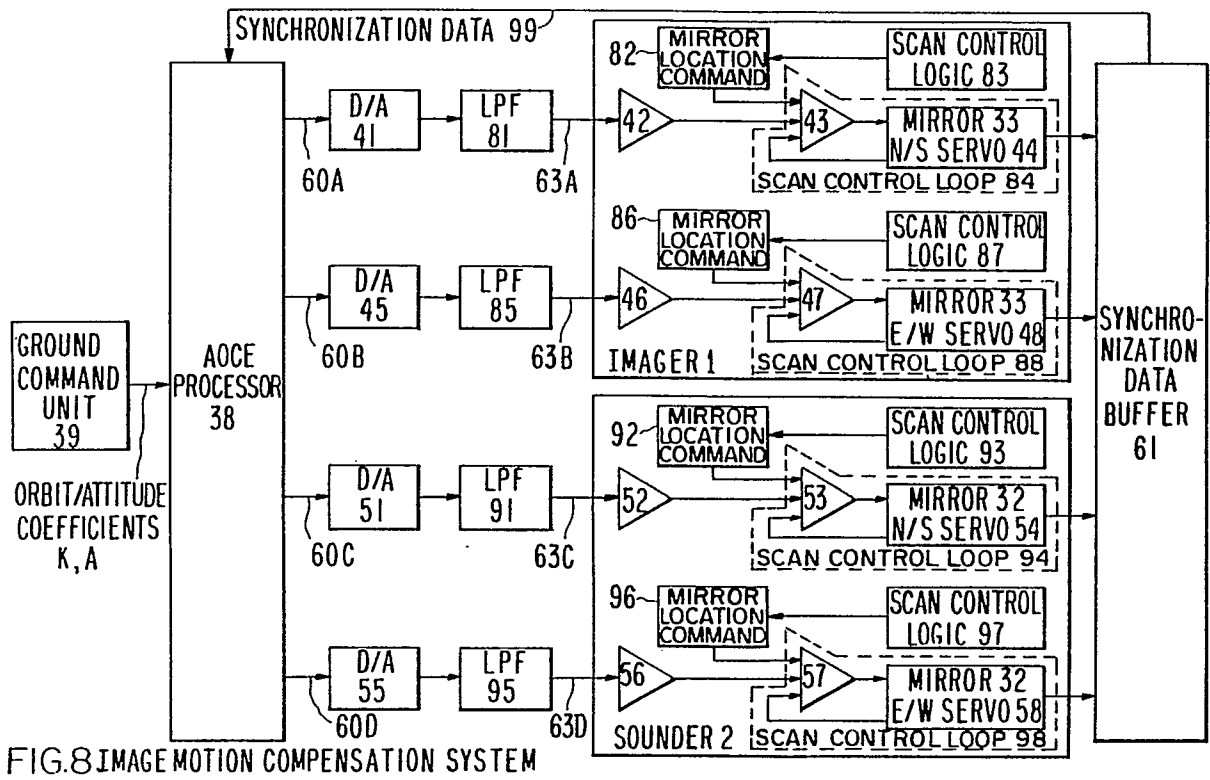 SYNCHRONIZATION DATA 99
GROUND
COMMAND
UNIT
39
ORBIT/ATTITUDE
COEFFICIENTS
K, A
AOCE
PROCESSOR
38
60A
D/A
41
LPF
81
63A
42
82
MIRROR
LOCATION
COMMAND
SCAN CONTROL
LOGIC 83
43
MIRROR 33
N/S SERVO 44
SCAN CONTROL LOOP 84
60B
D/A
45
LPF
85
63B
46
86
MIRROR
LOCATION
COMMAND
SCAN CONTROL
LOGIC 87
47
MIRROR 33
E/W SERVO 48
SCAN CONTROL LOOP 88
IMAGER 1
60C
D/A
51
LPF
91
63C
52
92
MIRROR
LOCATION
COMMAND
SCAN CONTROL
LOGIC 93
53
MIRROR 32
N/S SERVO 54
SCAN CONTROL LOOP 94
60D
D/A
55
LPF
95
63D
56
96
MIRROR
LOCATION
COMMAND
SCAN CONTROL
LOGIC 97
57
MIRROR 32
E/W SERVO 58
SCAN CONTROL LOOP 98
SOUNDER 2
SYNCHRO-
NIZATION
DATA
BUFFER
61
FIG.8 IMAGE MOTION COMPENSATION SYSTEM